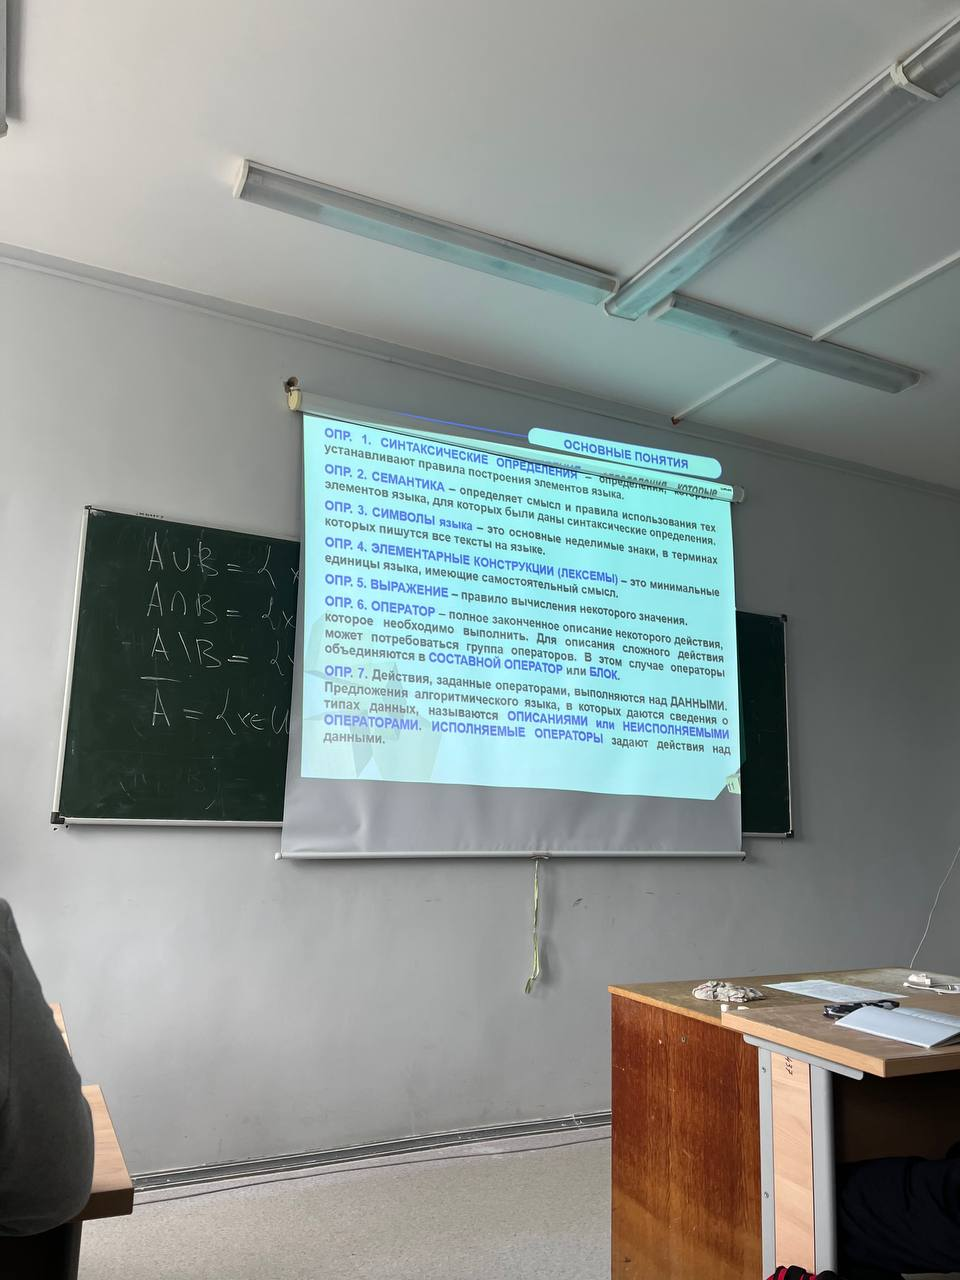 ОСНОВНЫЕ ПОНЯТИЯ
ОПР. 1. СИНТАКСИЧЕСКИЕ ОПРЕДЕЛЕНИЯ – определения, которые
устанавливают правила построения элементов языка.
ОПР. 2. СЕМАНТИКА – определяет смысл и правила использования тех
элементов языка, для которых были даны синтаксические определения.
ОПР. 3. СИМВОЛЫ языка – это основные неделимые знаки, в терминах
которых пишутся все тексты на языке.
ОПР. 4. ЭЛЕМЕНТАРНЫЕ КОНСТРУКЦИИ (ЛЕКСЕМЫ) – это минимальные
единицы языка, имеющие самостоятельный смысл.
ОПР. 5. ВЫРАЖЕНИЕ – правило вычисления некоторого значения.
ОПР. 6. ОПЕРАТОР – полное законченное описание некоторого действия,
которое необходимо выполнить. Для описания сложного действия
может потребоваться группа операторов. В этом случае операторы
объединяются в СОСТАВНОЙ ОПЕРАТОР или БЛОК.
ОПР. 7. Действия, заданные операторами, выполняются над ДАННЫМИ.
Предложения алгоритмического языка, в которых даются сведения о
типах данных, называются ОПИСАНИЯМИ или НЕИСПОЛНЯЕМЫМИ
ОПЕРАТОРАМИ. ИСПОЛНЯЕМЫЕ ОПЕРАТОРЫ задают действия над
данными.
A∪B = {x
A∩B = {x
A\B = {x
A̅ = {x∈U